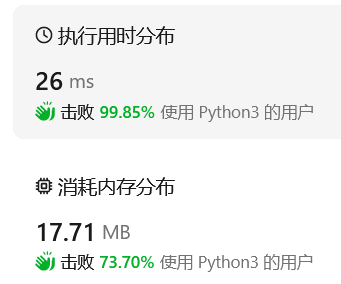 执行用时分布
26 ms
击败 99.85% 使用 Python3 的用户
消耗内存分布
17.71 MB
击败 73.70% 使用 Python3 的用户